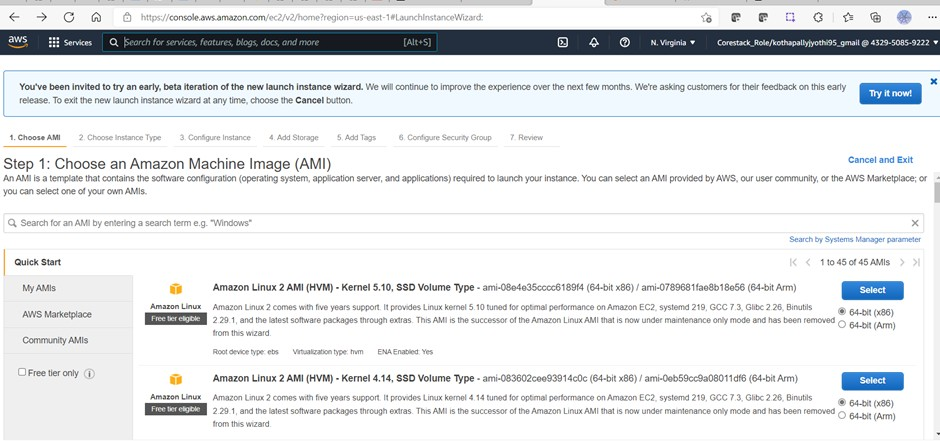 https://console.aws.amazon.com/ec2/v2/home?region=us-east-1#LaunchInstanceWizard:
aws Services Search for services, features, blogs, docs, and more [Alt+S] N. Virginia Corestack_Role/kothapallyjyothi95_gmail @ 4329-5085-9222
You've been invited to try an early, beta iteration of the new launch instance wizard. We will continue to improve the experience over the next few months. We're asking customers for their feedback on this early
release. To exit the new launch instance wizard at any time, choose the Cancel button.
Try it now!
1. Choose AMI 2. Choose Instance Type 3. Configure Instance 4. Add Storage 5. Add Tags 6. Configure Security Group 7. Review
Step 1: Choose an Amazon Machine Image (AMI)
Cancel and Exit
An AMI is a template that contains the software configuration (operating system, application server, and applications) required to launch your instance. You can select an AMI provided by AWS, our user community, or the AWS Marketplace; or
you can select one of your own AMIs.
Search for an AMI by entering a search term e.g. "Windows"
Search by Systems Manager parameter
Quick Start
1 to 45 of 45 AMIs
My AMIs
AWS Marketplace
Community AMIs
Free tier only
Amazon Linux
Free tier eligible
Amazon Linux 2 AMI (HVM) - Kernel 5.10, SSD Volume Type - ami-08e4e35cccc6189f4 (64-bit x86) / ami-0789681fae8b18e56 (64-bit Arm)
Amazon Linux 2 comes with five years support. It provides Linux kernel 5.10 tuned for optimal performance on Amazon EC2, systemd 219, GCC 7.3, Glibc 2.26, Binutils
2.29.1, and the latest software packages through extras. This AMI is the successor of the Amazon Linux AMI that is now under maintenance only mode and has been removed
from this wizard.
Root device type: ebs Virtualization type: hvm ENA Enabled: Yes
Select
64-bit (x86)
64-bit (Arm)
Amazon Linux
Free tier eligible
Amazon Linux 2 AMI (HVM) - Kernel 4.14, SSD Volume Type - ami-083602cee93914c0c (64-bit x86) / ami-0eb59cc9a08011df6 (64-bit Arm)
Amazon Linux 2 comes with five years support. It provides Linux kernel 4.14 tuned for optimal performance on Amazon EC2, systemd 219, GCC 7.3, Glibc 2.26, Binutils
2.29.1, and the latest software packages through extras. This AMI is the successor of the Amazon Linux AMI that is now under maintenance only mode and has been removed
from this wizard.
Select
64-bit (x86)
64-bit (Arm)